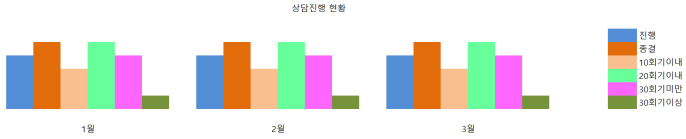 상담진행 현황
진행
종결
10회기이내
20회기이내
30회기미만
30회기이상
1월
2월
3월